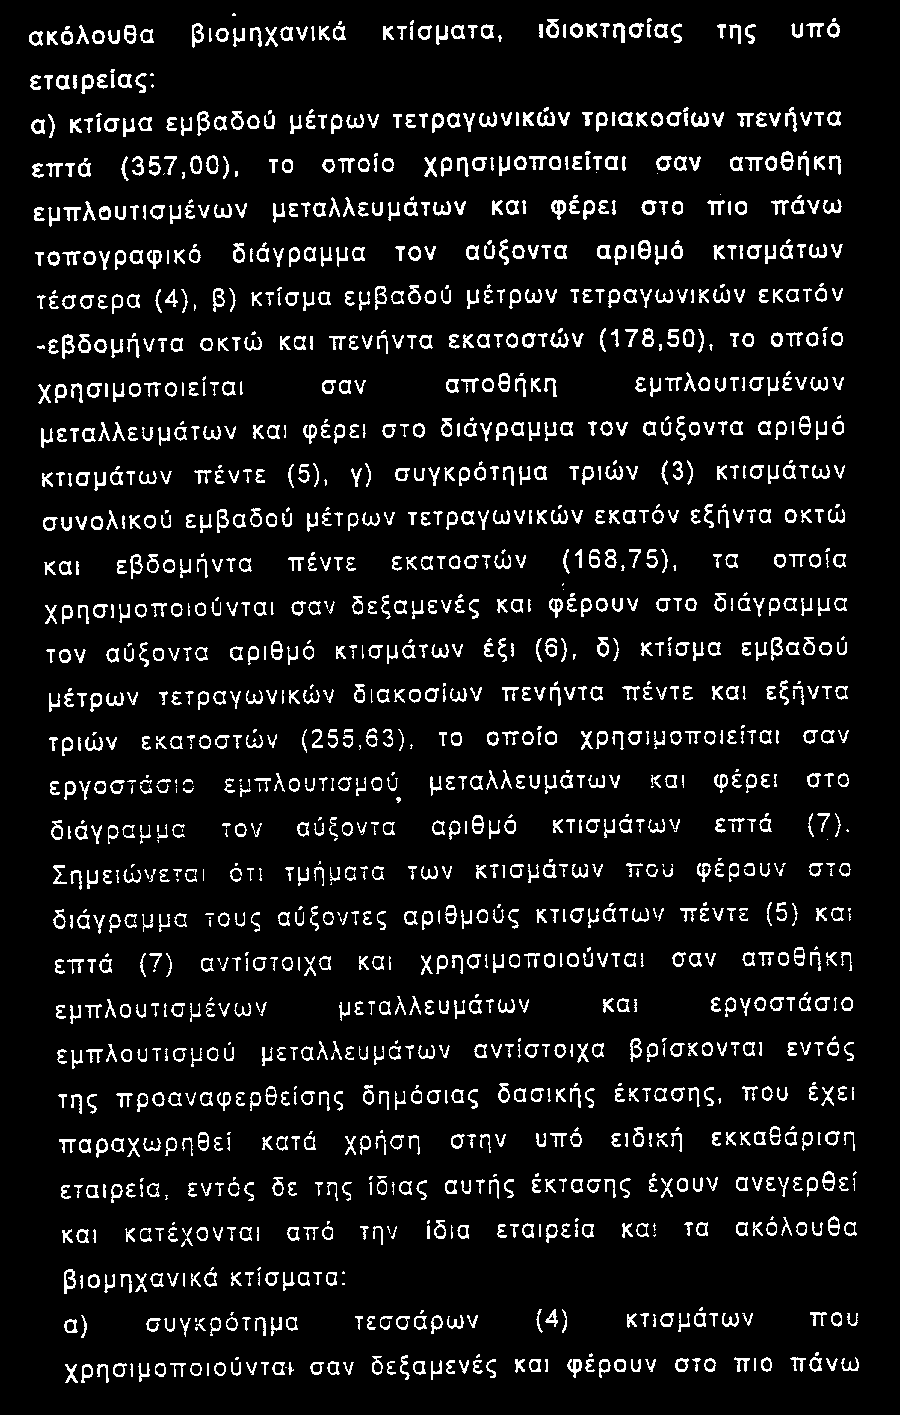 ακόλουθα βιομηχανικά κτίσματα, ιδιοκτησίας της υπό
εταιρείας:
α) κτίσμα εμβαδού μέτρων τετραγωνικών τριακοσίων πενήντα
επτά (357,00), το οποίο χρησιμοποιείται σαν αποθήκη
εμπλουτισμένων μεταλλευμάτων και φέρει στο πιο πάνω
τοπογραφικό διάγραμμα τον αύξοντα αριθμό κτισμάτων
τέσσερα (4), β) κτίσμα εμβαδού μέτρων τετραγωνικών εκατόν
-εβδομήντα οκτώ και πενήντα εκατοστών (178,50), το οποίο
χρησιμοποιείται σαν αποθήκη εμπλουτισμένων
μεταλλευμάτων και φέρει στο διάγραμμα τον αύξοντα αριθμό
κτισμάτων πέντε (5), γ) συγκρότημα τριών (3) κτισμάτων
συνολικού εμβαδού μέτρων τετραγωνικών εκατόν εξήντα οκτώ
και εβδομήντα πέντε εκατοστών (168,75), τα οποία
χρησιμοποιούνται σαν δεξαμενές και φέρουν στο διάγραμμα
τον αύξοντα αριθμό κτισμάτων έξι (6), δ) κτίσμα εμβαδού
μέτρων τετραγωνικών διακοσίων πενήντα πέντε και εξήντα
τριών εκατοστών (255,63), το οποίο χρησιμοποιείται σαν
εργοστάσιο εμπλουτισμού μεταλλευμάτων και φέρει στο
διάγραμμα τον αύξοντα αριθμό κτισμάτων επτά (7).
Σημειώνεται ότι τμήματα των κτισμάτων που φέρουν στο
διάγραμμα τους αύξοντες αριθμούς κτισμάτων πέντε (5) και
επτά (7) αντίστοιχα και χρησιμοποιούνται σαν αποθήκη
εμπλουτισμένων μεταλλευμάτων και εργοστάσιο
εμπλουτισμού μεταλλευμάτων αντίστοιχα βρίσκονται εντός
της προαναφερθείσης δημόσιας δασικής έκτασης, που έχει
παραχωρηθεί κατά χρήση στην υπό ειδική εκκαθάριση
εταιρεία, εντός δε της ίδιας αυτής έκτασης έχουν ανεγερθεί
και κατέχονται από την ίδια εταιρεία και τα ακόλουθα
βιομηχανικά κτίσματα:
α) συγκρότημα τεσσάρων (4) κτισμάτων που
χρησιμοποιούνται σαν δεξαμενές και φέρουν στο πιο πάνω